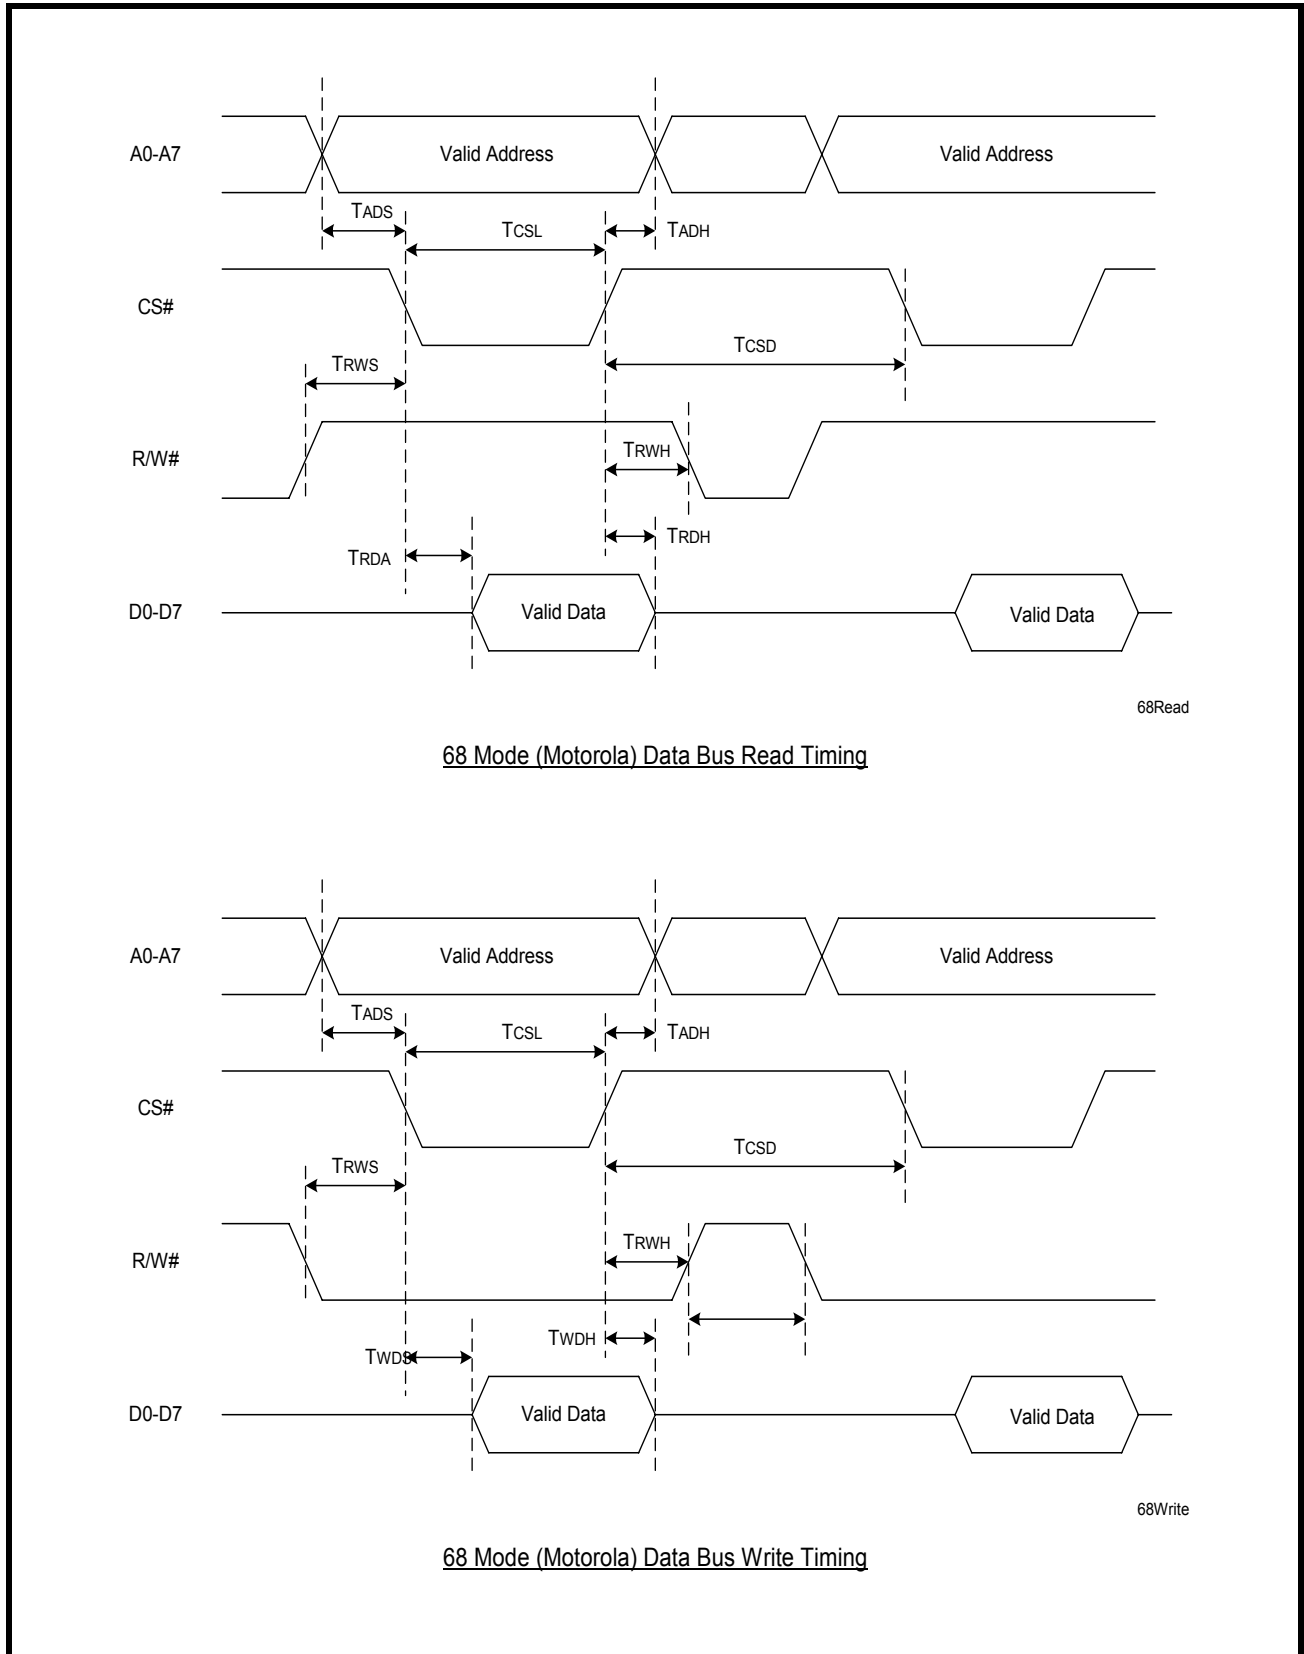 A0-A7
Valid Address
Valid Address
TADS
TCSL
TADH
CS#
TCSD
TRWS
R/W#
TRWH
TRDH
TRDA
D0-D7
Valid Data
Valid Data
68Read
68 Mode (Motorola) Data Bus Read Timing
A0-A7
Valid Address
Valid Address
TADS
TCSL
TADH
CS#
TCSD
TRWS
R/W#
TRWH
TWDH
TWDS
D0-D7
Valid Data
Valid Data
68Write
68 Mode (Motorola) Data Bus Write Timing